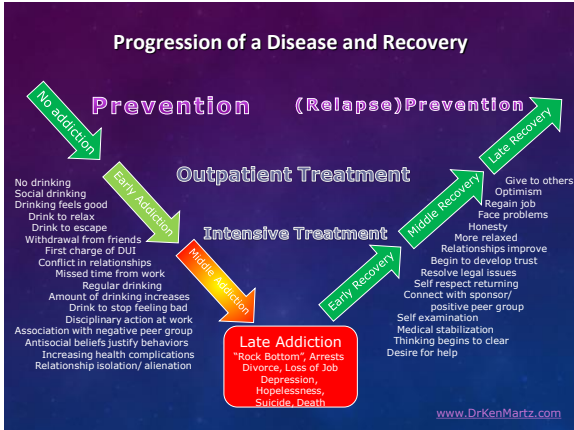 Progression of a Disease and Recovery
No addiction
Prevention
(Relapse)Prevention
Late Recovery
Early Addiction
Outpatient Treatment
Middle Recovery
Intensive Treatment
Middle Addiction
Early Recovery
No drinking
Social drinking
Drinking feels good
Drink to relax
Drink to escape
Withdrawal from friends
First charge of DUI
Conflict in relationships
Missed time from work
Regular drinking
Amount of drinking increases
Drink to stop feeling bad
Disciplinary action at work
Association with negative peer group
Antisocial beliefs justify behaviors
Increasing health complications
Relationship isolation/ alienation
Late Addiction
“Rock Bottom”, Arrests
Divorce, Loss of Job
Depression,
Hopelessness,
Suicide, Death
Give to others
Optimism
Regain job
Face problems
Honesty
More relaxed
Relationships improve
Begin to develop trust
Resolve legal issues
Self respect returning
Connect with sponsor/
positive peer group
Self examination
Medical stabilization
Thinking begins to clear
Desire for help
www.DrKenMartz.com